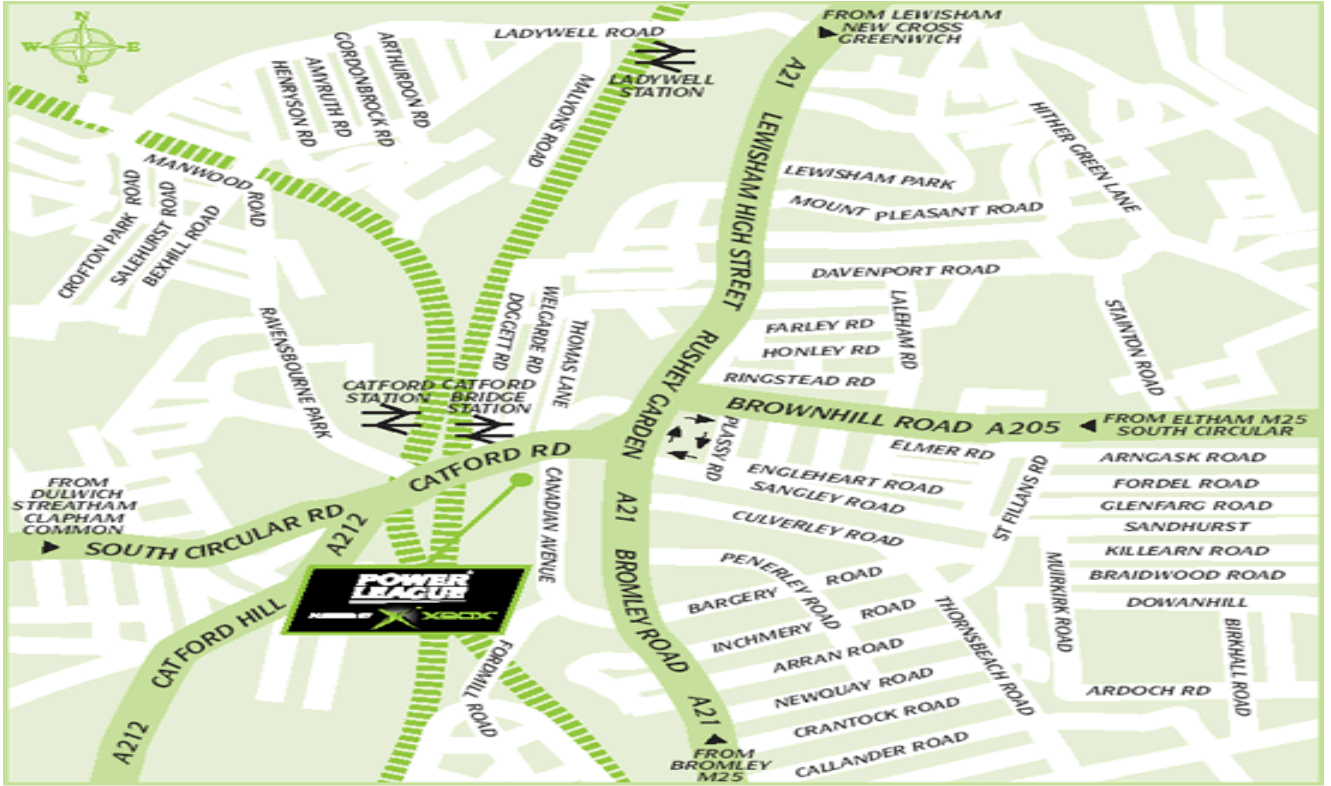 N
W
E
S
LADYWELL ROAD
FROM LEWISHAM
NEW CROSS
GREENWICH
LADYWELL
STATION
A21
ARTHURDON RD
GORDONBROCK RD
AMYRUTH RD
HENRYSON RD
MALYONS ROAD
LEWISHAM HIGH STREET
HITHER GREEN LANE
MANWOOD
ROAD
LEWISHAM PARK
MOUNT PLEASANT ROAD
CROFTON PARK ROAD
SALEHURST ROAD
BEXHILL ROAD
DAVENPORT ROAD
RAVENSBOURNE PARK
DOGGETT RD
WELGARDE RD
THOMAS LANE
LALEHAM RD
STAINTON ROAD
FARLEY RD
HONLEY RD
RINGSTEAD RD
RUSHEY GARDEN
CATFORD
STATION
CATFORD
BRIDGE
STATION
BROWNHILL ROAD A205
FROM ELTHAM M25
SOUTH CIRCULAR
PLASSY RD
ELMER RD
ARNGASK ROAD
CATFORD RD
ENGLEHEART ROAD
SANGLEY ROAD
CULVERLEY ROAD
ST FILLANS RD
FORDEL ROAD
GLENFARG ROAD
SANDHURST
KILLEARN ROAD
BRAIDWOOD ROAD
DOWANHILL
FROM
DULWICH
STREATHAM
CLAPHAM
COMMON
SOUTH CIRCULAR RD
A212
CANADIAN AVENUE
A21
BROMLEY ROAD
POWER
LEAGUE
XBOX
CATFORD HILL
A212
FORDMILL ROAD
PENERLEY ROAD
BARGERY ROAD
INCHMERY ROAD
ARRAN ROAD
NEWQUAY ROAD
CRANTOCK ROAD
CALLANDER ROAD
THORNSBEACH ROAD
MUIRKIRK ROAD
BIRKHALL ROAD
ARDOCH RD
A21
FROM
BROMLEY
M25